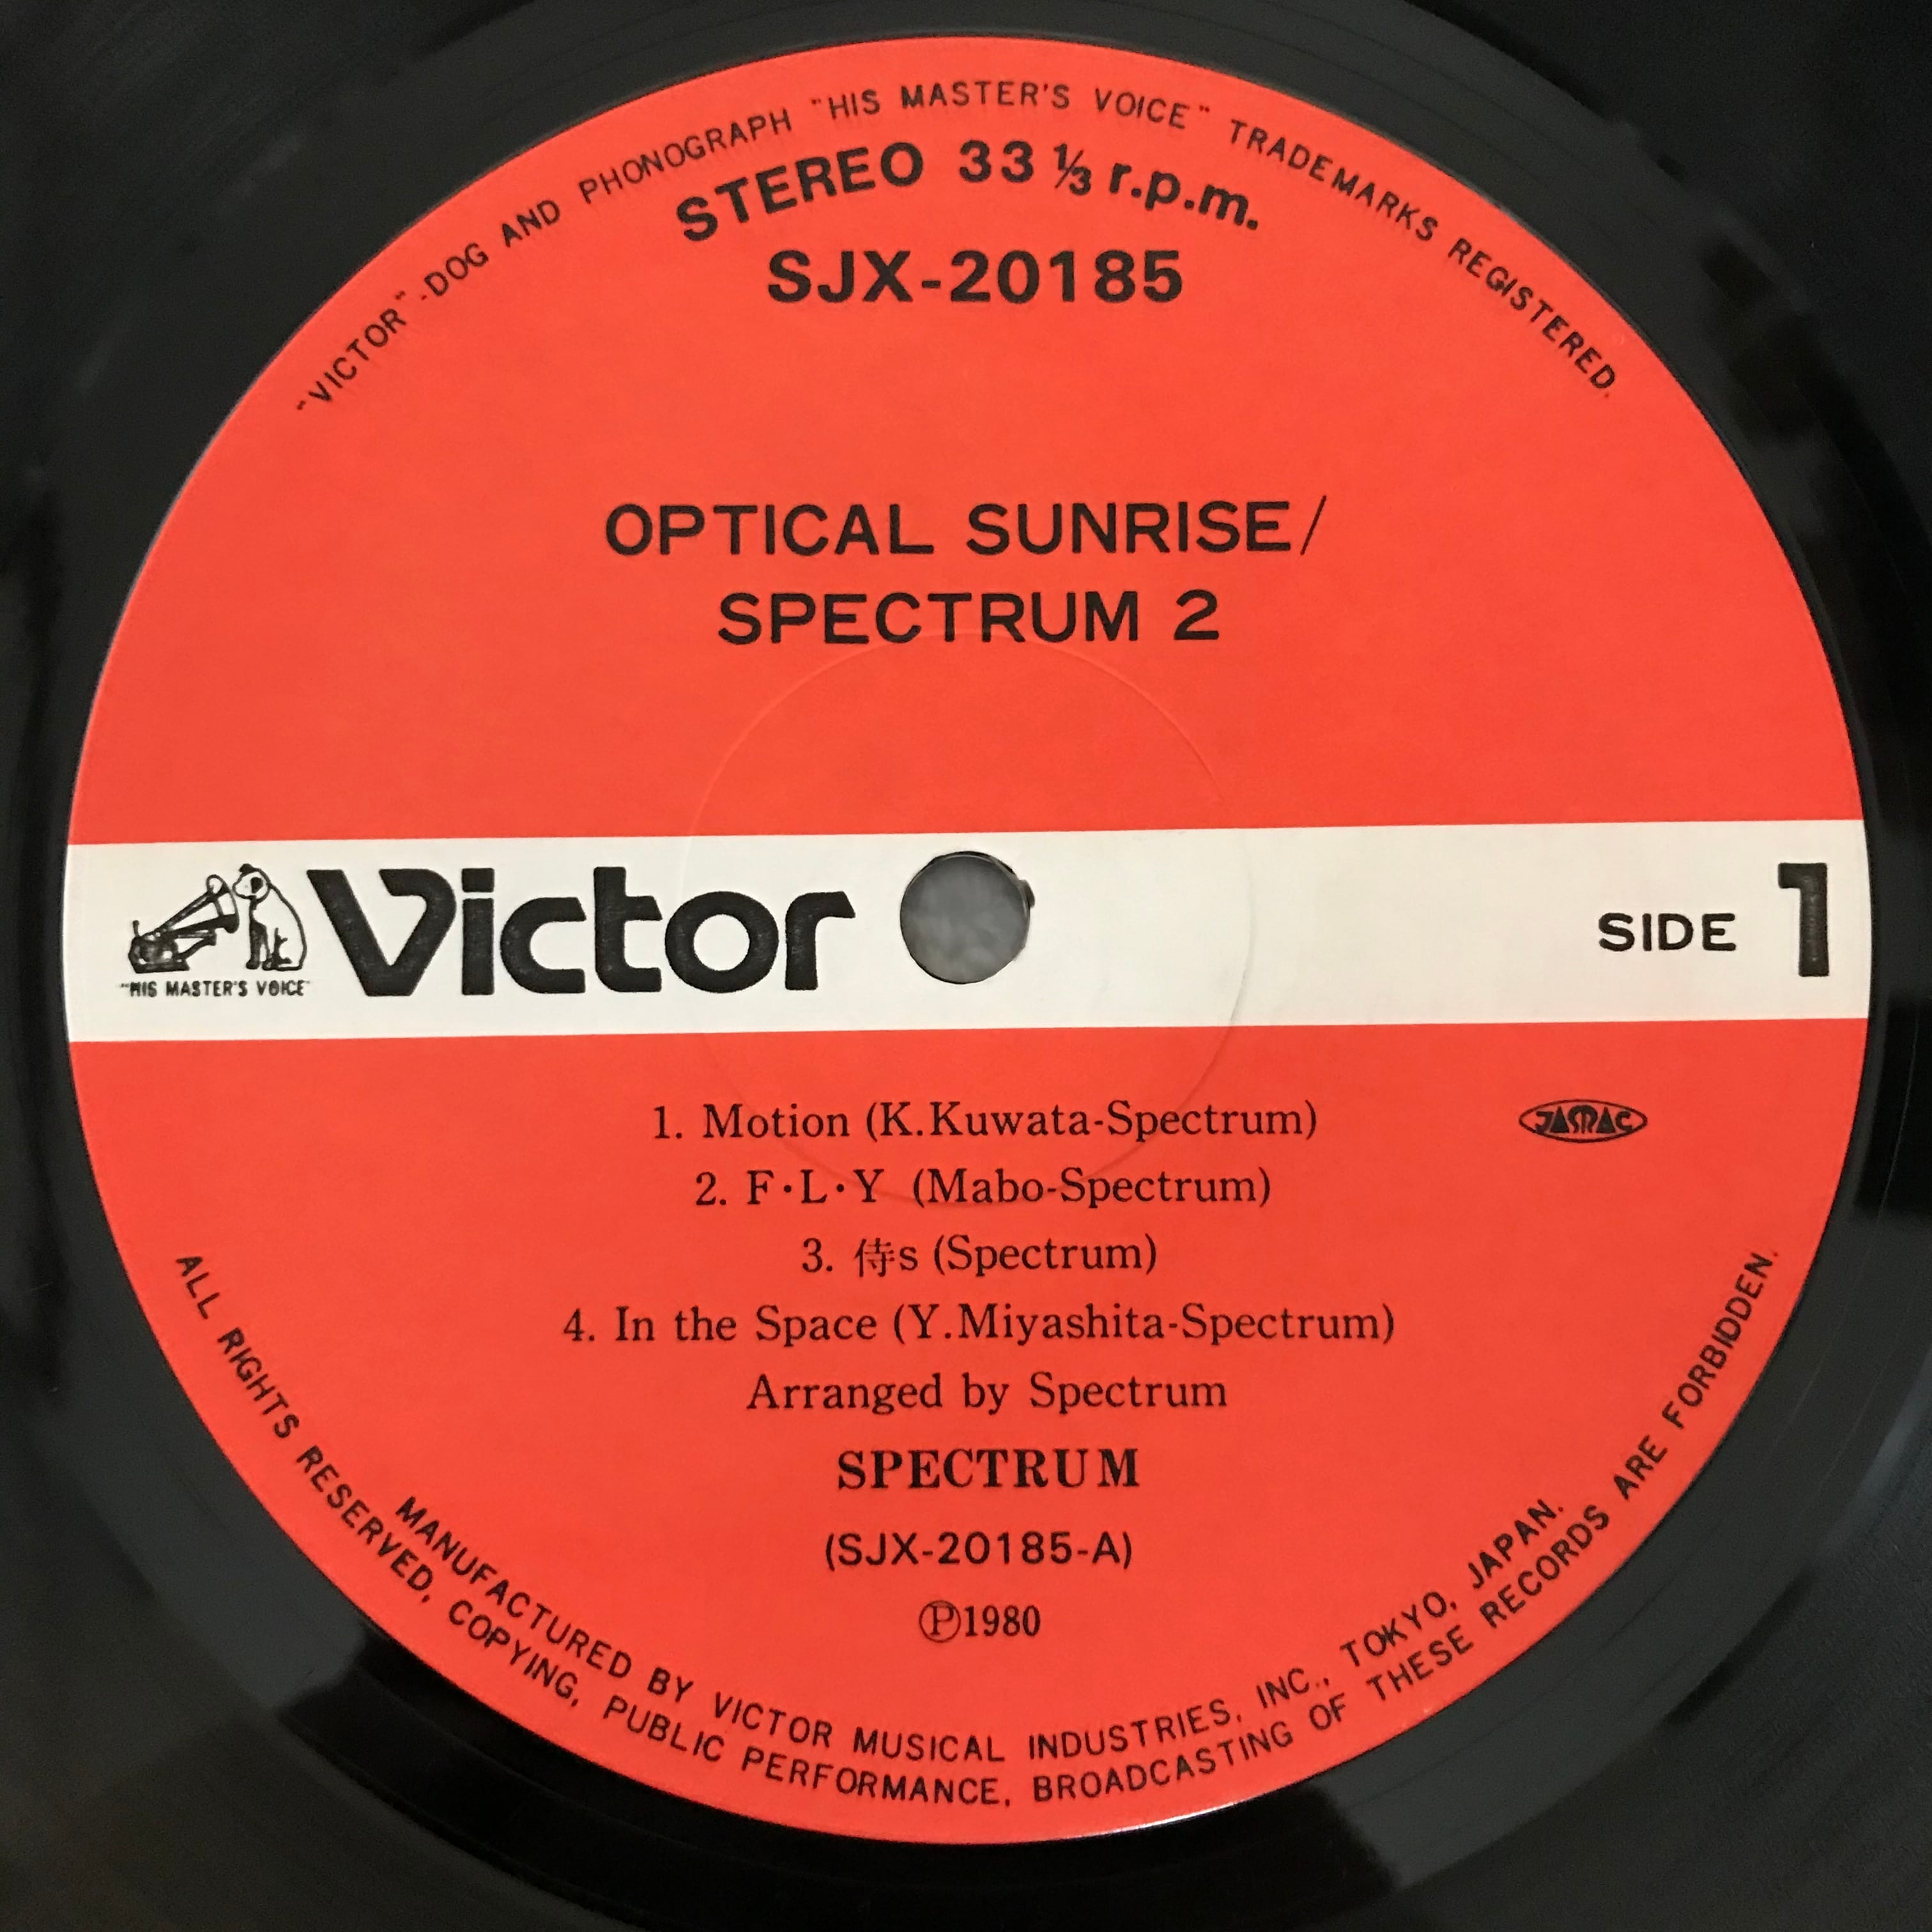 "VICTOR"-DOG AND PHONOGRAPH "HIS MASTER'S VOICE" TRADEMARKS REGISTERED.
STEREO 33 ⅓ r.p.m.
SJX-20185
OPTICAL SUNRISE/
SPECTRUM 2
"HIS MASTER'S VOICE"
Victor
SIDE 1
1. Motion (K.Kuwata-Spectrum)
JASRAC
2. F·L·Y (Mabo-Spectrum)
3. 侍s (Spectrum)
4. In the Space (Y.Miyashita-Spectrum)
Arranged by Spectrum
SPECTRUM
(SJX-20185-A)
Ⓟ1980
MANUFACTURED BY VICTOR MUSICAL INDUSTRIES, INC., TOKYO, JAPAN.
ALL RIGHTS RESERVED, COPYING, PUBLIC PERFORMANCE, BROADCASTING OF THESE RECORDS ARE FORBIDDEN.